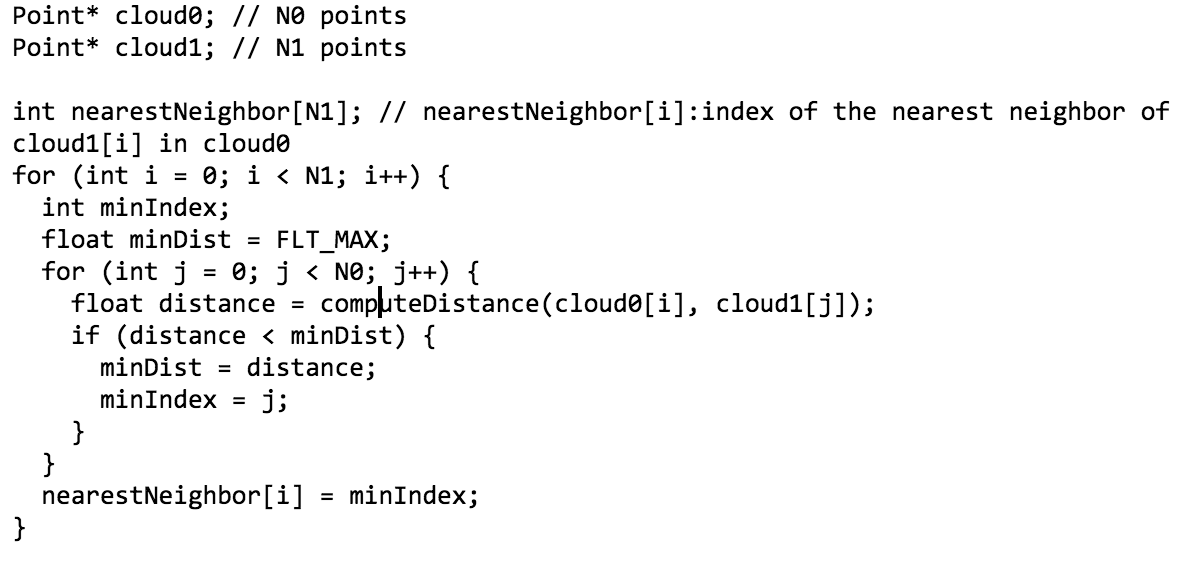 Point* cloud0; // N0 points
Point* cloud1; // N1 points

int nearestNeighbor[N1]; // nearestNeighbor[i]:index of the nearest neighbor of
cloud1[i] in cloud0
for (int i = 0; i < N1; i++) {
  int minIndex;
  float minDist = FLT_MAX;
  for (int j = 0; j < N0; j++) {
    float distance = computeDistance(cloud0[i], cloud1[j]);
    if (distance < minDist) {
      minDist = distance;
      minIndex = j;
    }
  }
  nearestNeighbor[i] = minIndex;
}